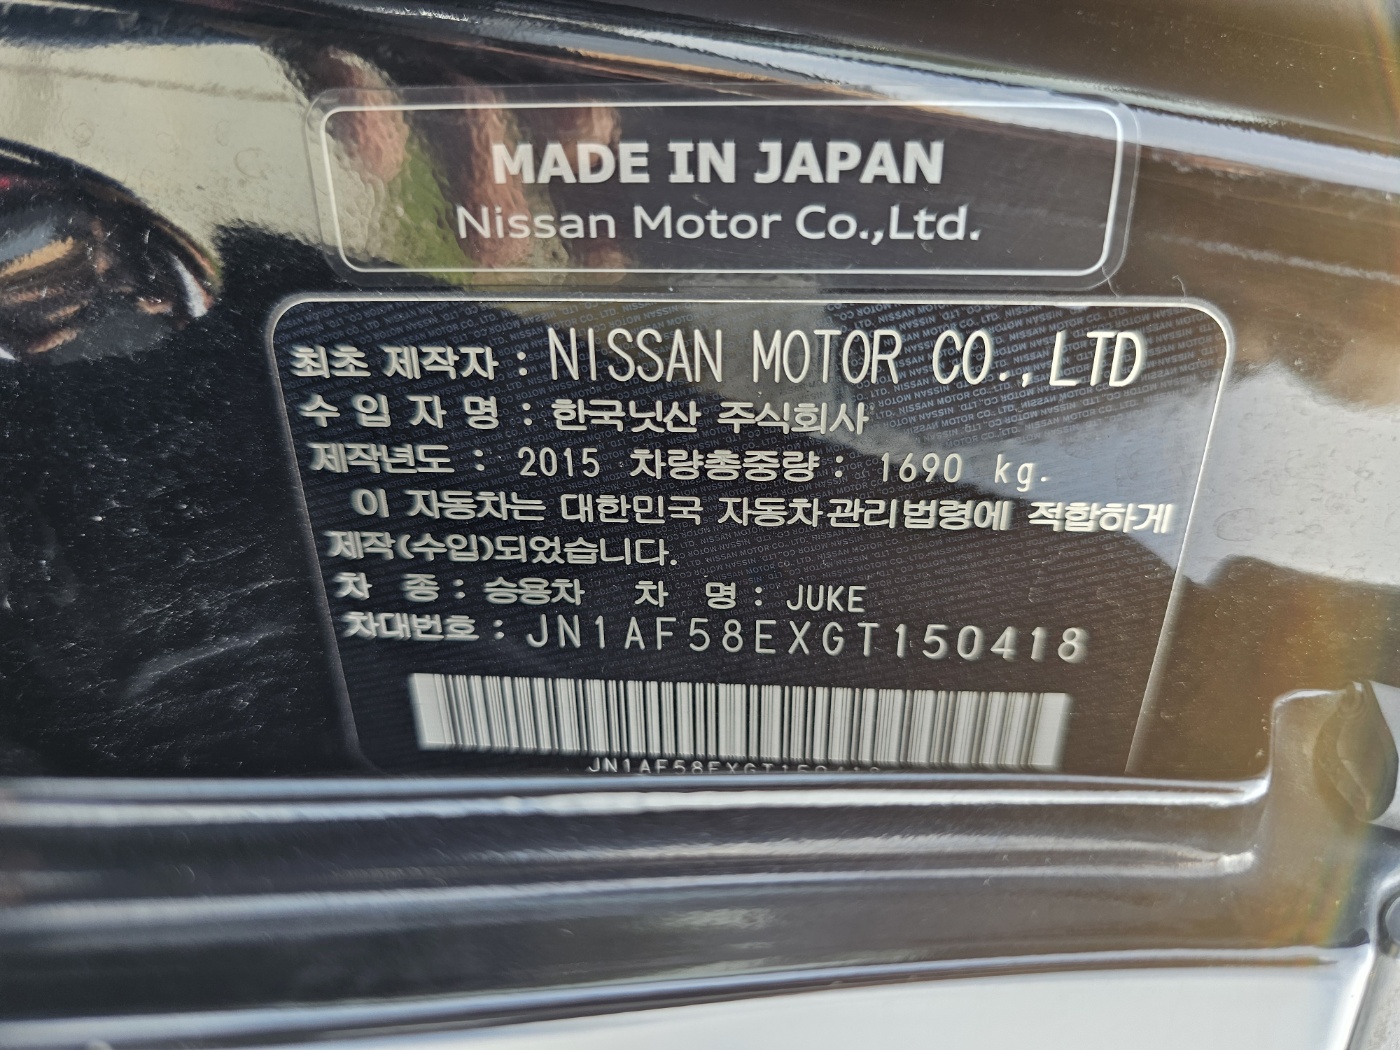 MADE IN JAPAN
Nissan Motor Co.,Ltd.
최초 제작자 : NISSAN MOTOR CO.,LTD
수 입 자 명 : 한국닛산 주식회사
제작년도 : 2015 차량총중량 : 1690 kg.
이 자동차는 대한민국 자동차관리법령에 적합하게
제작(수입)되었습니다.
차 종 : 승용차 차 명 : JUKE
차대번호 : JN1AF58EXGT150418
JN1AF58EXGT150418